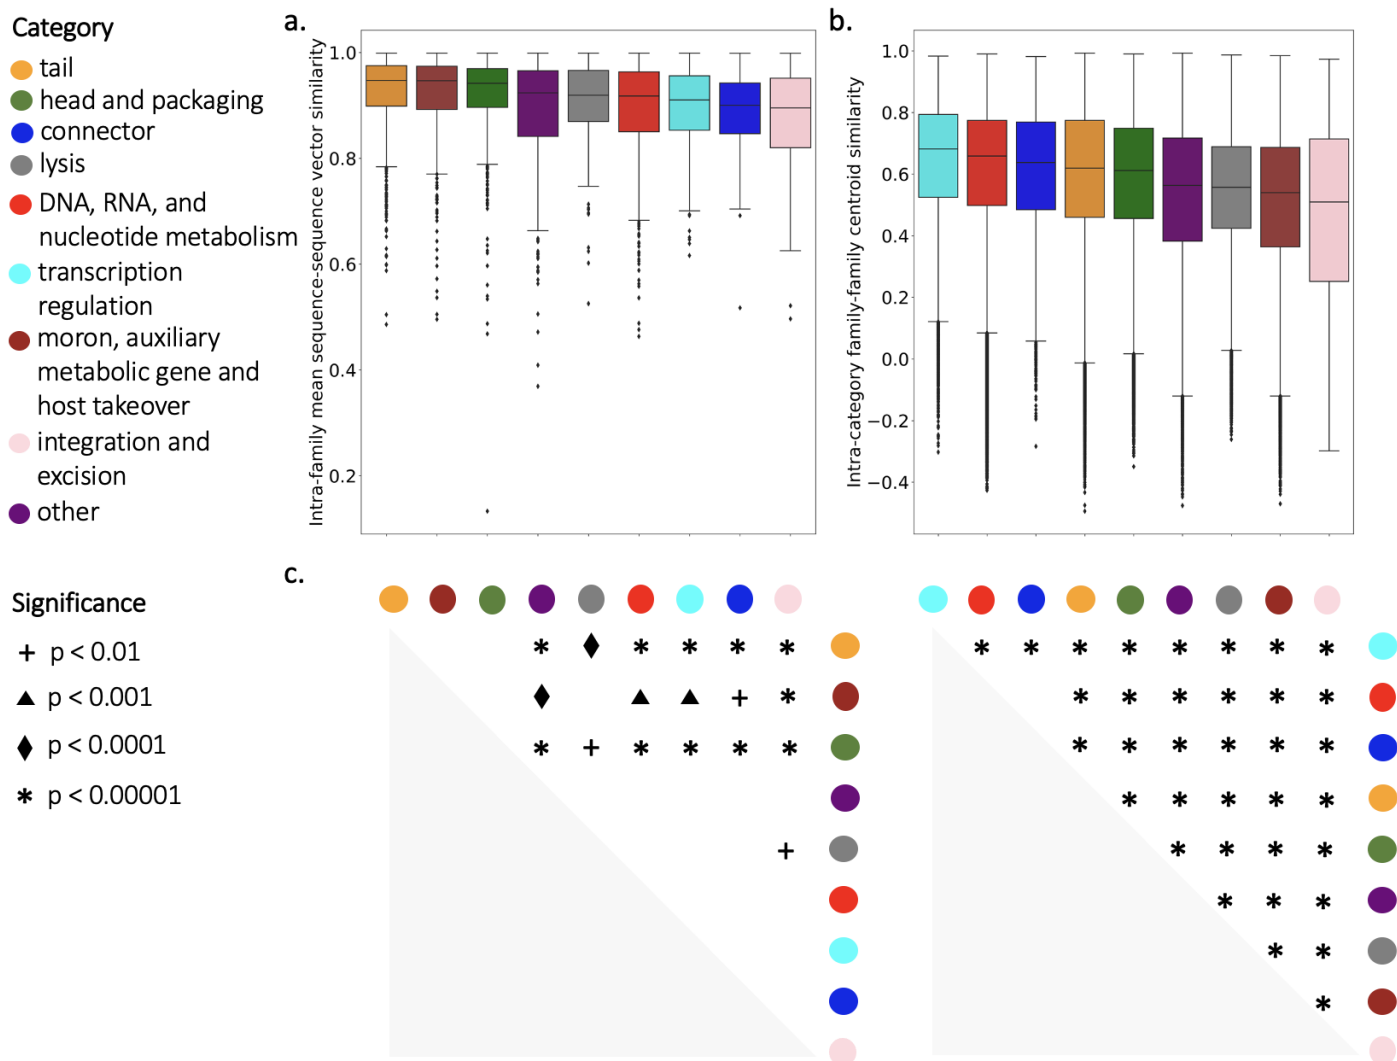 Category
tail
head and packaging
connector
lysis
DNA, RNA, and
nucleotide metabolism
transcription
regulation
moron, auxiliary
metabolic gene and
host takeover
integration and
excision
other
Significance
+ p < 0.01
▲ p < 0.001
◆ p < 0.0001
* p < 0.00001
a.
Intra-family mean sequence-sequence vector similarity
1.0
0.8
0.6
0.4
0.2
b.
Intra-category family-family centroid similarity
1.0
0.8
0.6
0.4
0.2
0.0
−0.2
−0.4
c.
* ◆ * * * *
◆ ▲ ▲ + *
* + * * * *
+
* * * * * * * *
* * * * * *
* * * * * *
* * * * *
* * * *
* * *
* *
*